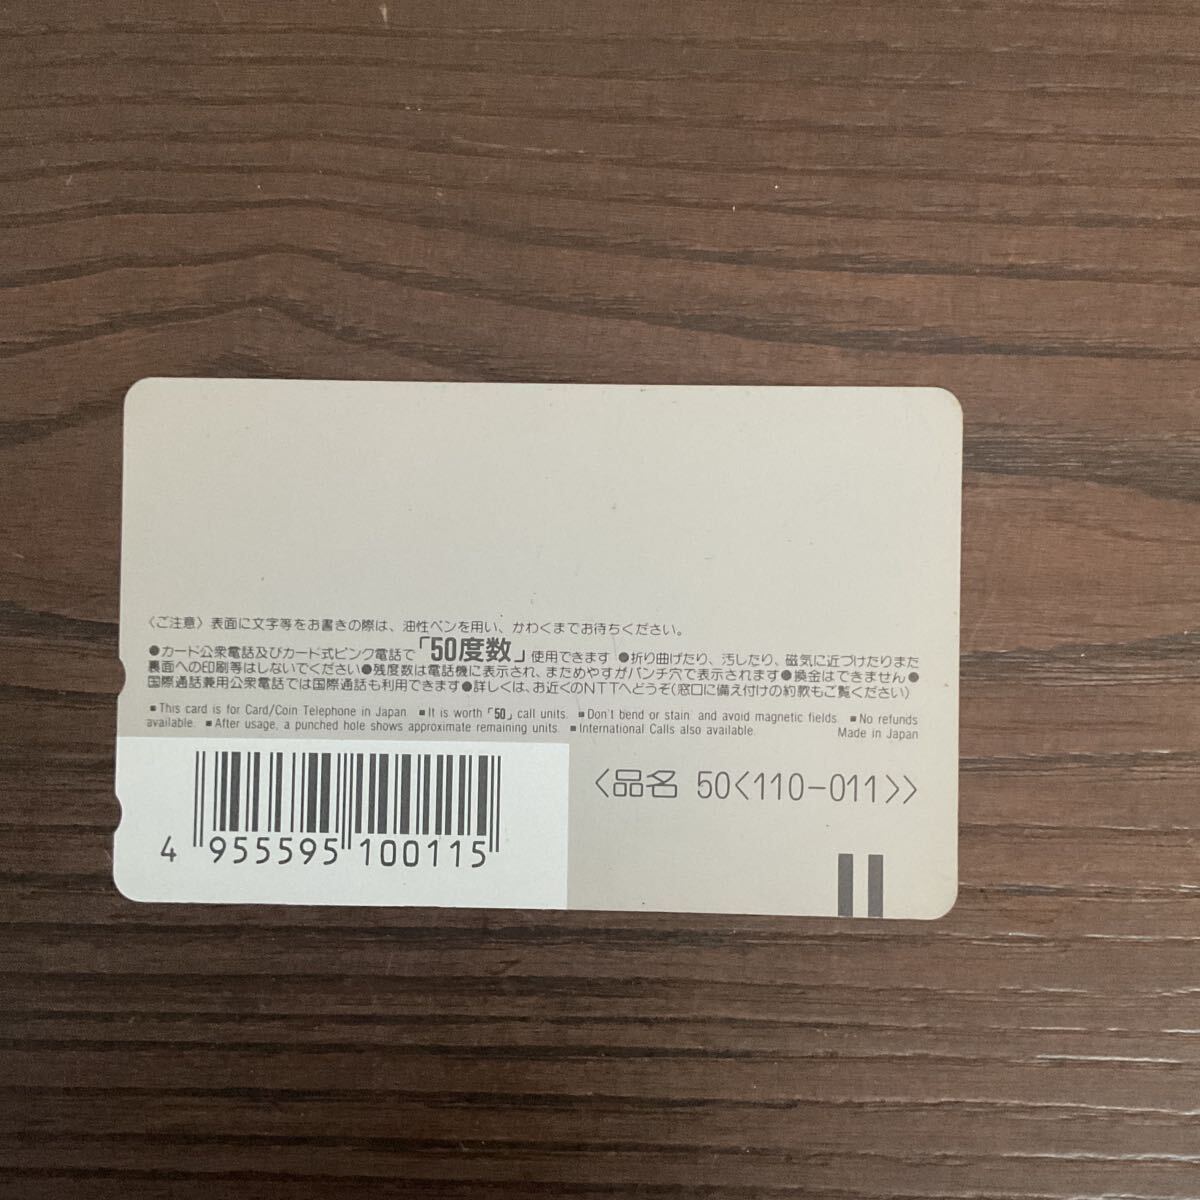 〈ご注意〉表面に文字等をお書きの際は、油性ペンを用い、かわくまでお待ちください。
●カード公衆電話及びカード式ピンク電話で「50度数」使用できます ●折り曲げたり、汚したり、磁気に近づけたりまた
裏面への印刷等はしないでください●残度数は電話機に表示され、まためやすがパンチ穴で表示されます●換金はできません●
国際通話兼用公衆電話では国際通話も利用できます●詳しくは、お近くのNTTへどうぞ(窓口に備え付けの約款もご覧ください)
■This card is for Card/Coin Telephone in Japan. ■It is worth「50」call units. ■Don't bend or stain and avoid magnetic fields. ■No refunds
available. ■After usage, a punched hole shows approximate remaining units. ■International Calls also available. Made in Japan
〈品名 50〈110-011〉〉
4 955595 100115